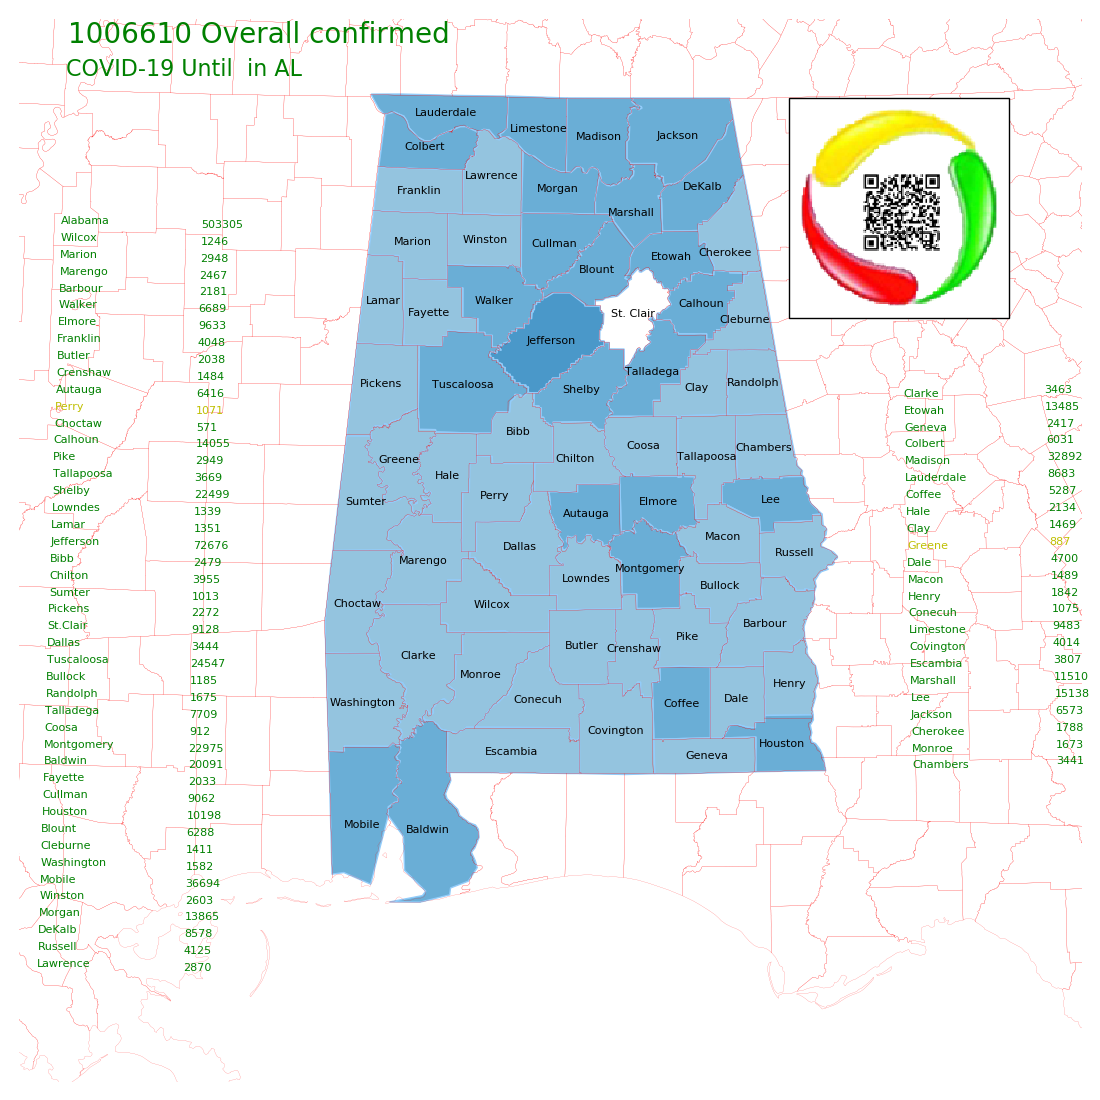 1006610 Overall confirmed
COVID-19 Until  in AL
Alabama 503305
Wilcox 1246
Marion 2948
Marengo 2467
Barbour 2181
Walker 6689
Elmore 9633
Franklin 4048
Butler 2038
Crenshaw 1484
Autauga 6416
Perry 1071
Choctaw 571
Calhoun 14055
Pike 2949
Tallapoosa 3669
Shelby 22499
Lowndes 1339
Lamar 1351
Jefferson 72676
Bibb 2479
Chilton 3955
Sumter 1013
Pickens 2272
St.Clair 9128
Dallas 3444
Tuscaloosa 24547
Bullock 1185
Randolph 1675
Talladega 7709
Coosa 912
Montgomery 22975
Baldwin 20091
Fayette 2033
Cullman 9062
Houston 10198
Blount 6288
Cleburne 1411
Washington 1582
Mobile 36694
Winston 2603
Morgan 13865
DeKalb 8578
Russell 4125
Lawrence 2870
Lauderdale
Limestone
Madison
Jackson
Colbert
Lawrence
Franklin
Morgan
DeKalb
Marshall
Marion
Winston
Cullman
Etowah
Cherokee
Blount
Lamar
Fayette
Walker
Calhoun
St. Clair
Cleburne
Jefferson
Pickens
Tuscaloosa
Shelby
Talladega
Clay
Randolph
Bibb
Coosa
Chambers
Greene
Hale
Chilton
Tallapoosa
Sumter
Perry
Autauga
Elmore
Lee
Marengo
Dallas
Macon
Russell
Lowndes
Montgomery
Bullock
Choctaw
Wilcox
Barbour
Clarke
Butler
Crenshaw
Pike
Monroe
Washington
Conecuh
Coffee
Dale
Henry
Covington
Escambia
Geneva
Houston
Mobile
Baldwin
Clarke 3463
Etowah 13485
Geneva 2417
Colbert 6031
Madison 32892
Lauderdale 8683
Coffee 5287
Hale 2134
Clay 1469
Greene 887
Dale 4700
Macon 1489
Henry 1842
Conecuh 1075
Limestone 9483
Covington 4014
Escambia 3807
Marshall 11510
Lee 15138
Jackson 6573
Cherokee 1788
Monroe 1673
Chambers 3441